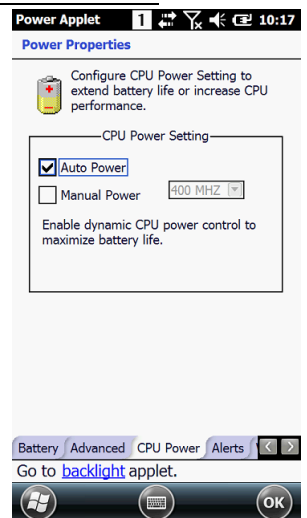 Power Applet 1 10:17
Power Properties
Configure CPU Power Setting to
extend battery life or increase CPU
performance.
CPU Power Setting
Auto Power
Manual Power 400 MHZ
Enable dynamic CPU power control to
maximize battery life.
Battery Advanced CPU Power Alerts
Go to backlight applet.
OK